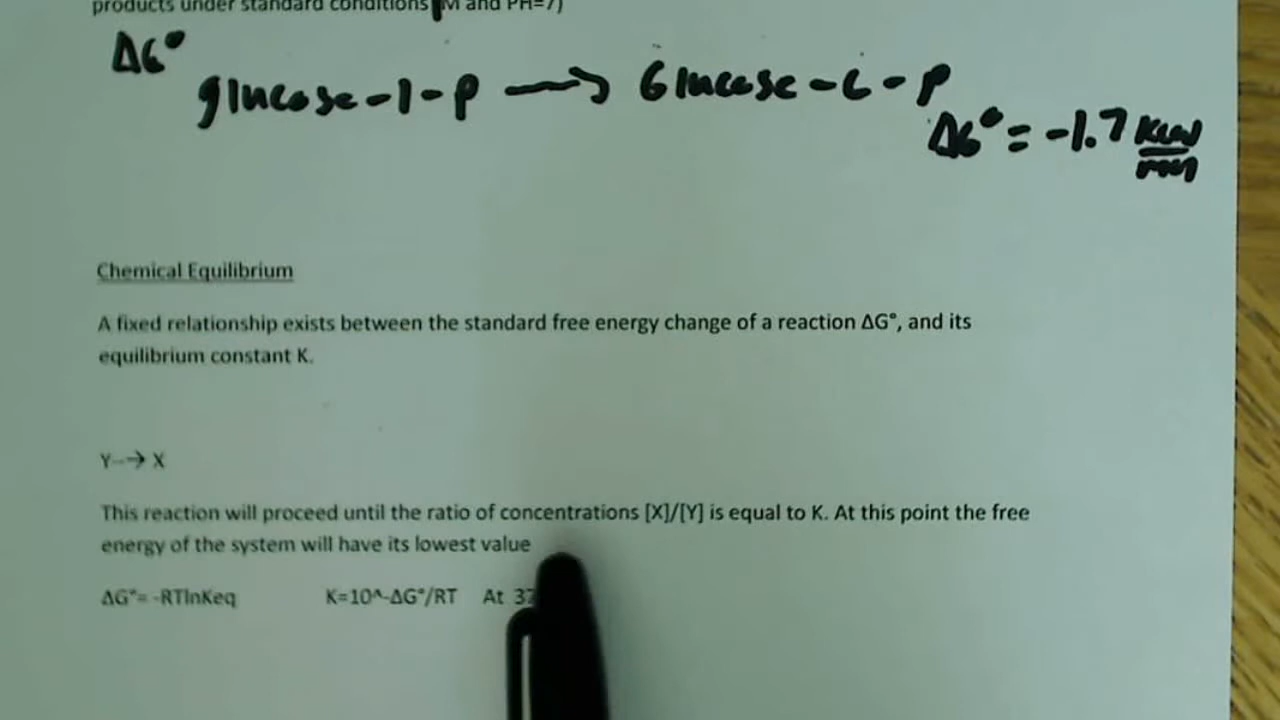 products under standard conditions M and PH=7)
ΔG°
glucose-1-p → Glucose-6-p
ΔG° = -1.7
Chemical Equilibrium
A fixed relationship exists between the standard free energy change of a reaction ΔG°, and its
equilibrium constant K.
Y--→ X
This reaction will proceed until the ratio of concentrations [X]/[Y] is equal to K. At this point the free
energy of the system will have its lowest value
ΔG°= -RTlnKeq K=10^-ΔG°/RT At 37